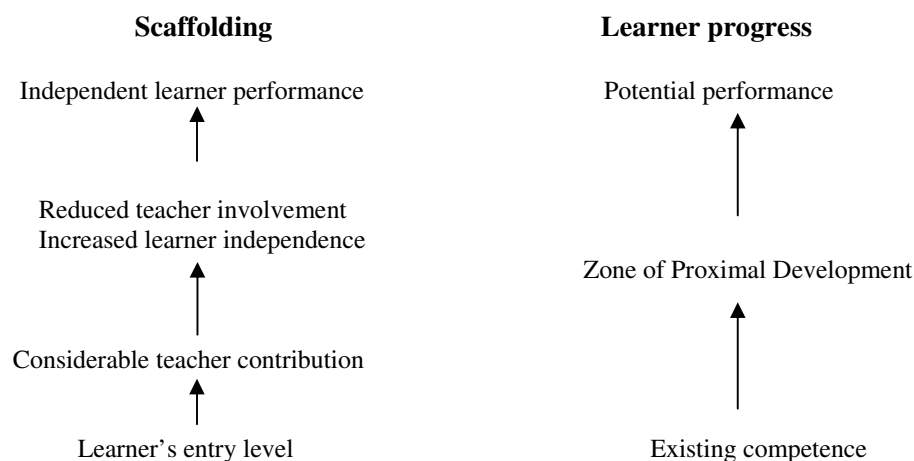 Scaffolding
Independent learner performance
Reduced teacher involvement
Increased learner independence
Considerable teacher contribution
Learner’s entry level
Learner progress
Potential performance
Zone of Proximal Development
Existing competence